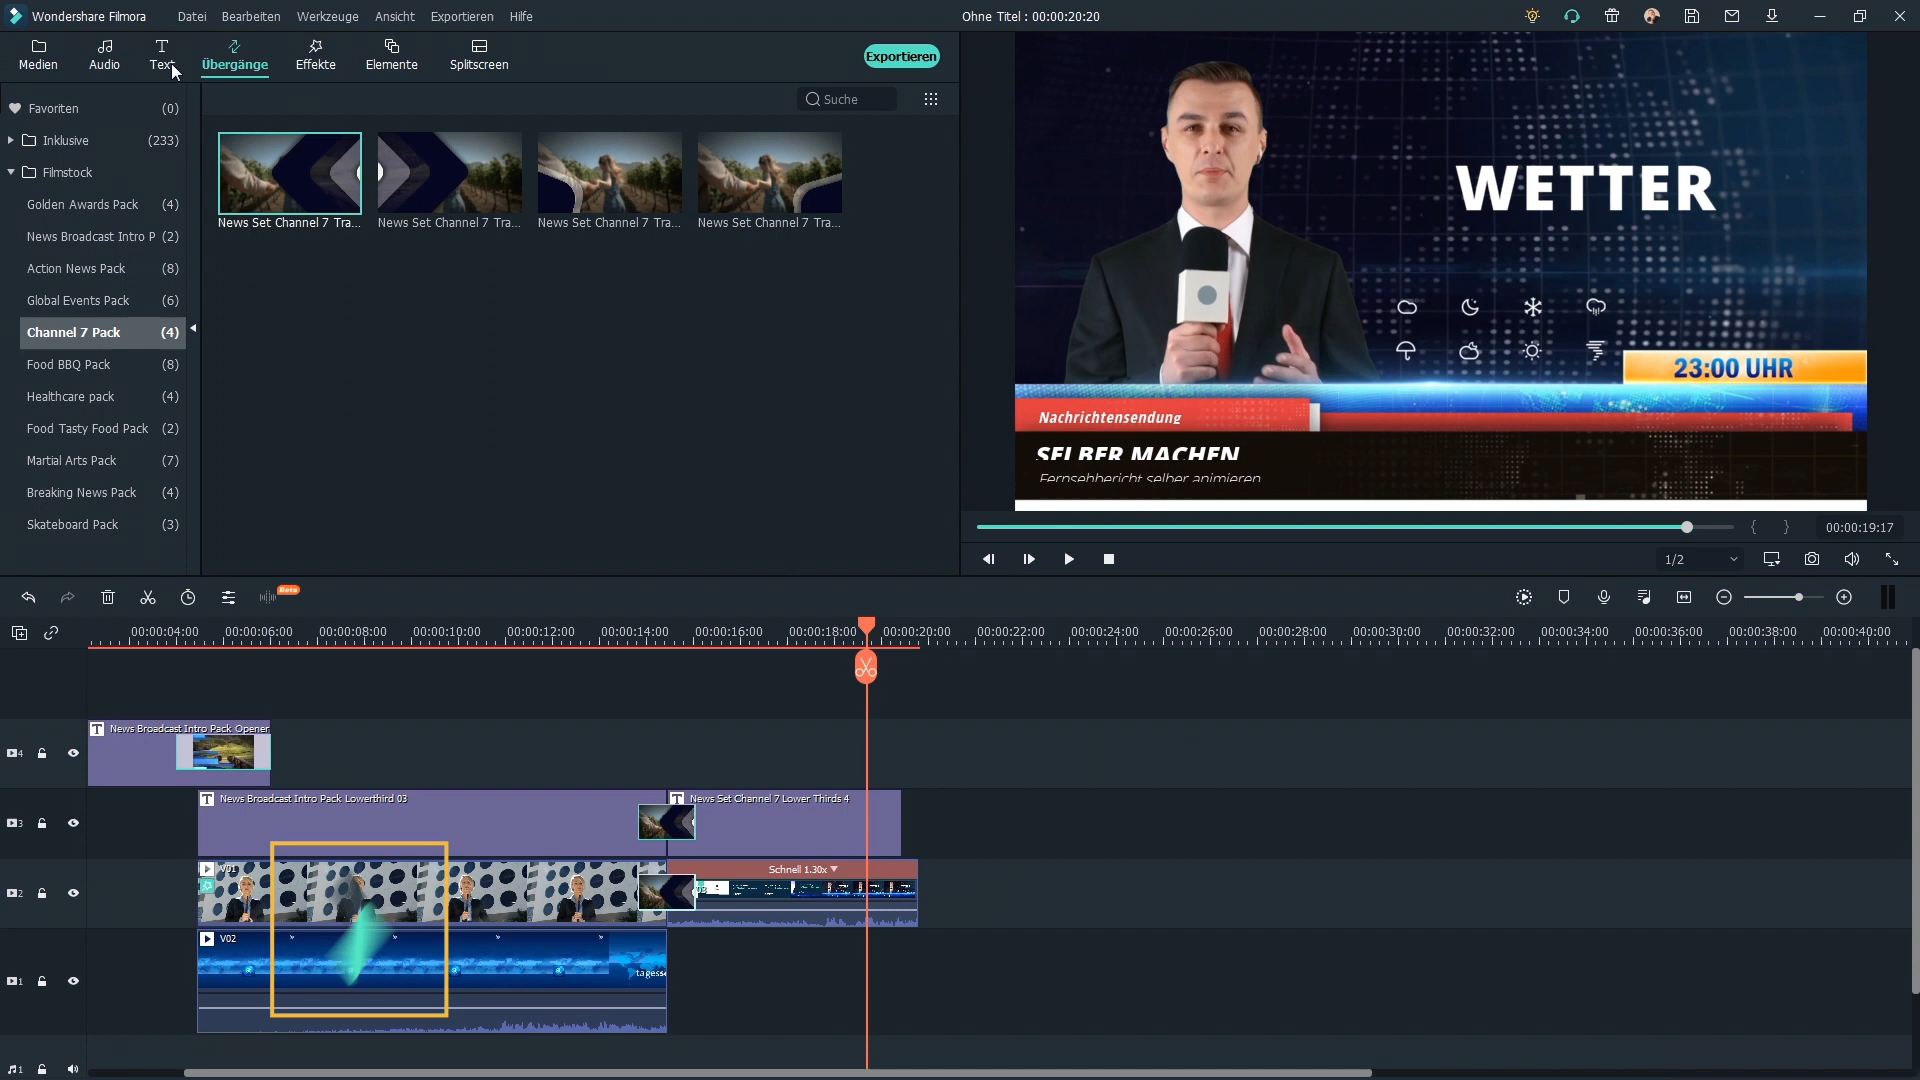 Wondershare Filmora
Datei Bearbeiten Werkzeuge Ansicht Exportieren Hilfe
Ohne Titel : 00:00:20:20
Medien Audio Text Übergänge Effekte Elemente Splitscreen
Exportieren
Favoriten (0)
Inklusive (233)
Filmstock
Golden Awards Pack (4)
News Broadcast Intro P (2)
Action News Pack (8)
Global Events Pack (6)
Channel 7 Pack (4)
Food BBQ Pack (8)
Healthcare pack (4)
Food Tasty Food Pack (2)
Martial Arts Pack (7)
Breaking News Pack (4)
Skateboard Pack (3)
Suche
News Set Channel 7 Tra... News Set Channel 7 Tra... News Set Channel 7 Tra... News Set Channel 7 Tra...
WETTER
23:00 UHR
Nachrichtensendung
SELBER MACHEN
Fernsehbericht selber animieren
{ } 00:00:19:17
1/2
Beta
00:00:04:00 00:00:06:00 00:00:08:00 00:00:10:00 00:00:12:00 00:00:14:00 00:00:16:00 00:00:18:00 00:00:20:00 00:00:22:00 00:00:24:00 00:00:26:00 00:00:28:00 00:00:30:00 00:00:32:00 00:00:34:00 00:00:36:00 00:00:38:00 00:00:40:00
T News Broadcast Intro Pack Opener
4
T News Broadcast Intro Pack Lowerthird 03
T News Set Channel 7 Lower Thirds 4
3
V01
Schnell 1.30x
03
2
V02
tagess
1
1